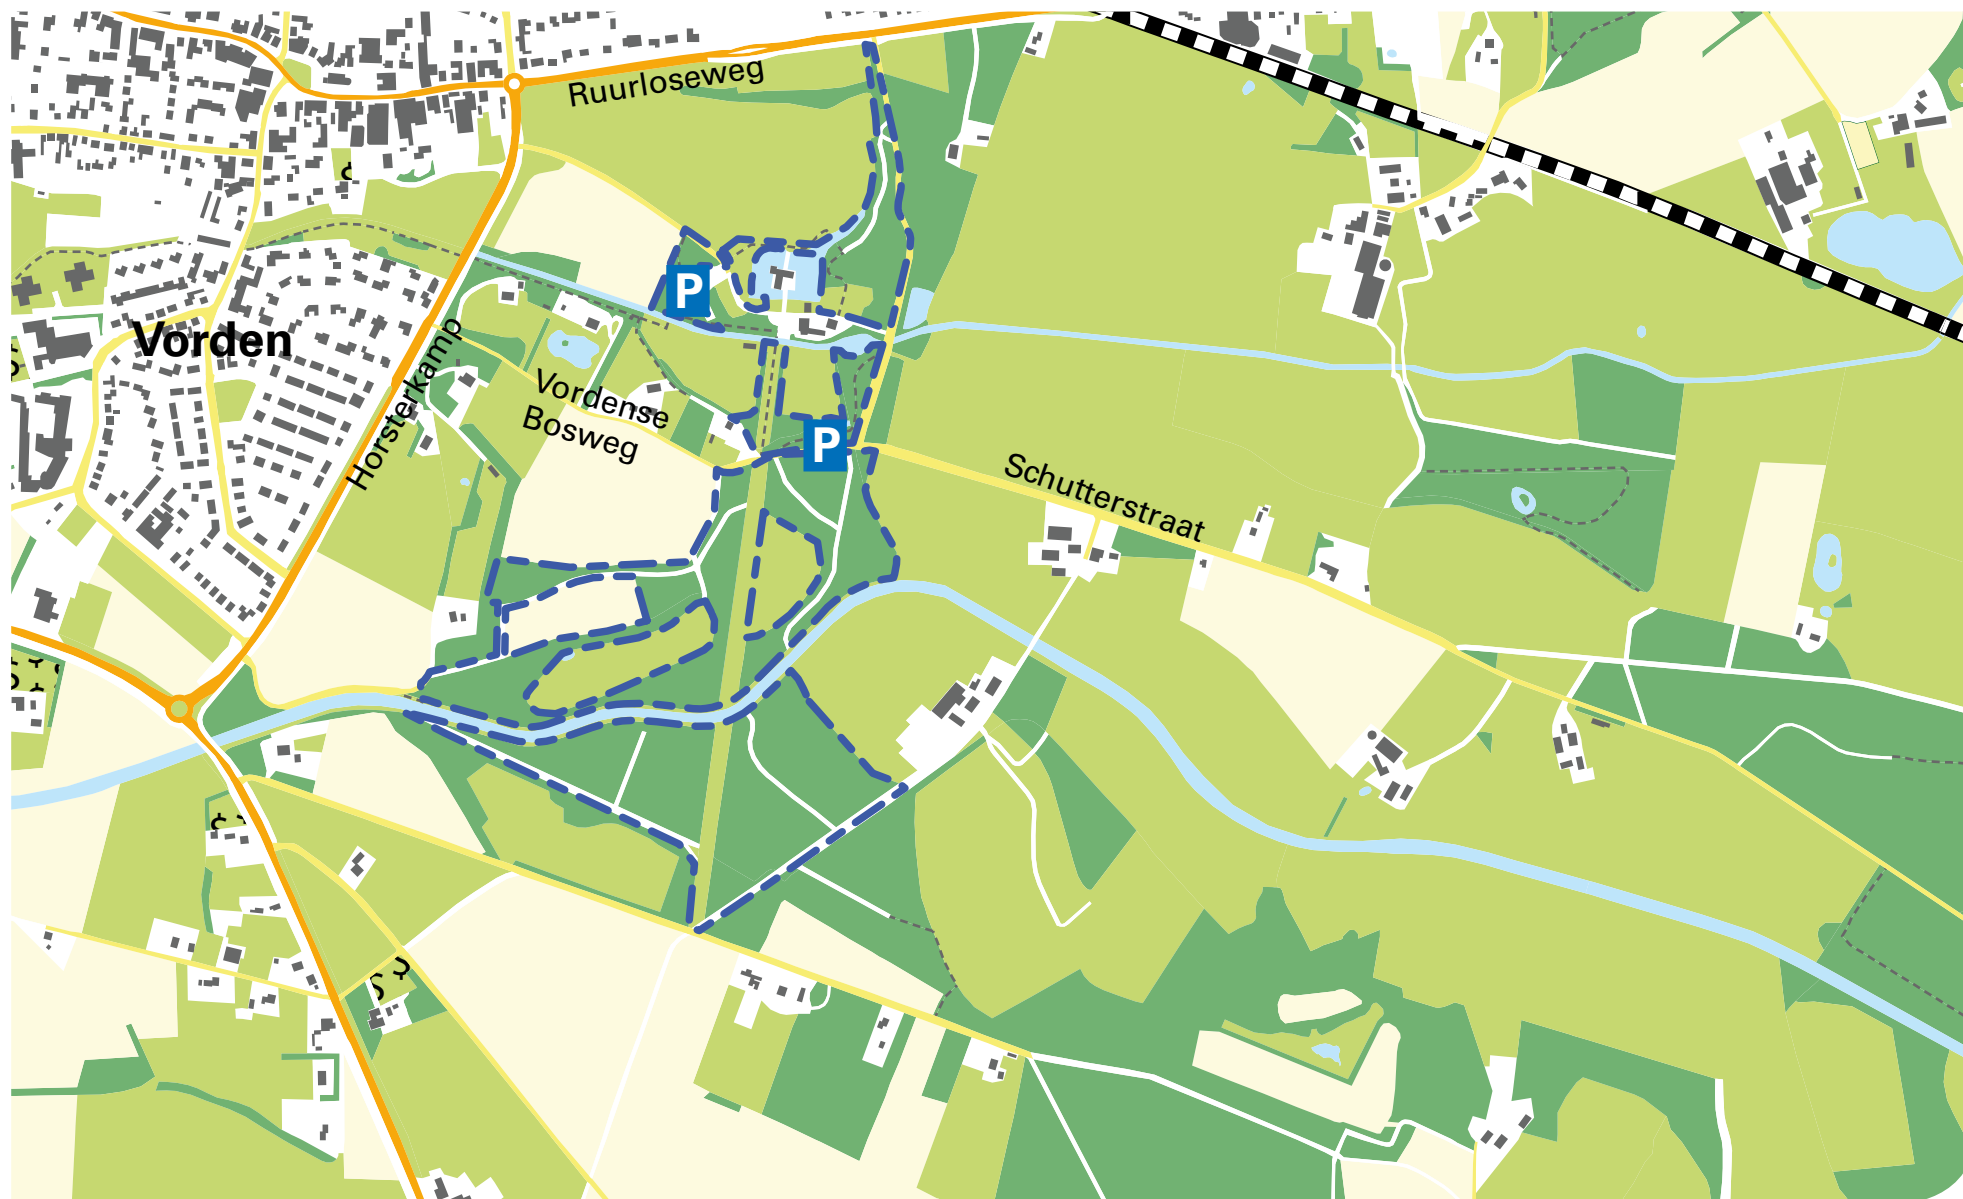 Ruurloseweg
P
Vorden
Horsterkamp
Vordense
Bosweg
P
Schutterstraat